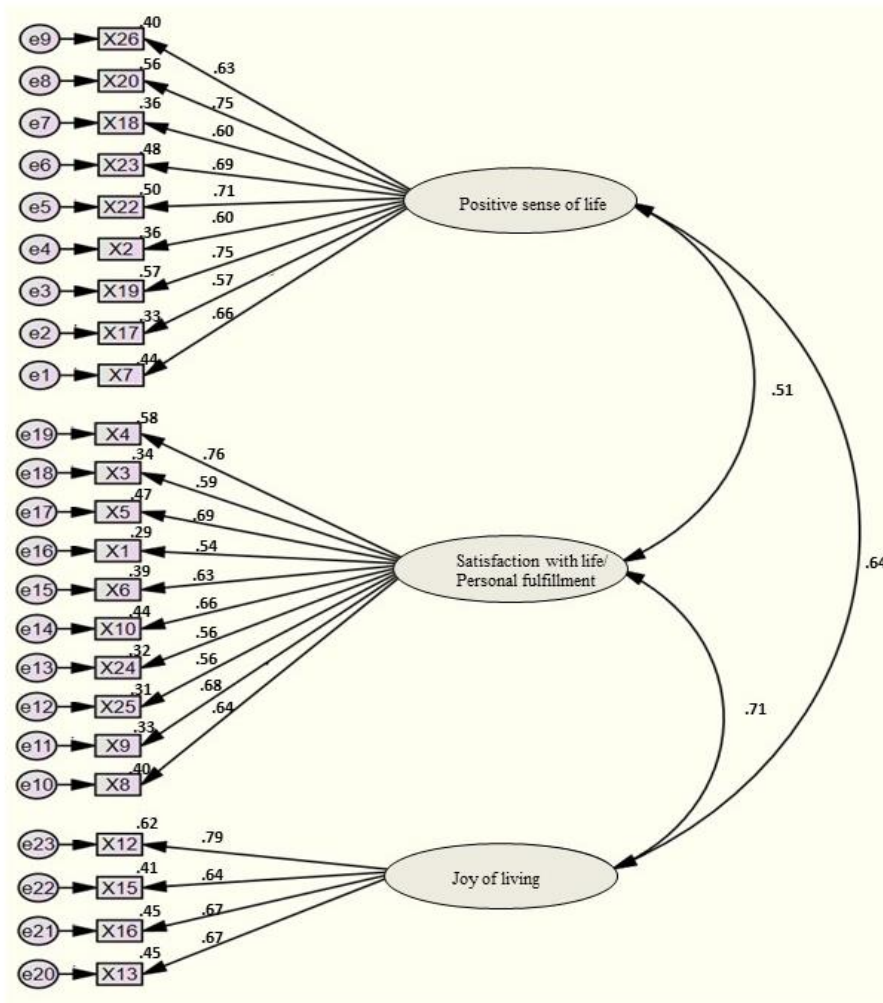 .40
e9 X26
.63
.56
e8 X20
.75
.36
e7 X18
.60
.48
e6 X23
.69
.50
e5 X22
.71
.36
e4 X2
.60
.57
e3 X19
.75
.33
e2 X17
.57
.44
e1 X7
.66
Positive sense of life
.51
.64
.58
e19 X4
.76
.34
e18 X3
.59
.47
e17 X5
.69
.29
e16 X1
.54
.39
e15 X6
.63
.44
e14 X10
.66
.32
e13 X24
.56
.31
e12 X25
.56
.33
e11 X9
.68
.40
e10 X8
.64
Satisfaction with life/
Personal fulfillment
.71
.62
e23 X12
.79
.41
e22 X15
.64
.45
e21 X16
.67
.45
e20 X13
.67
Joy of living